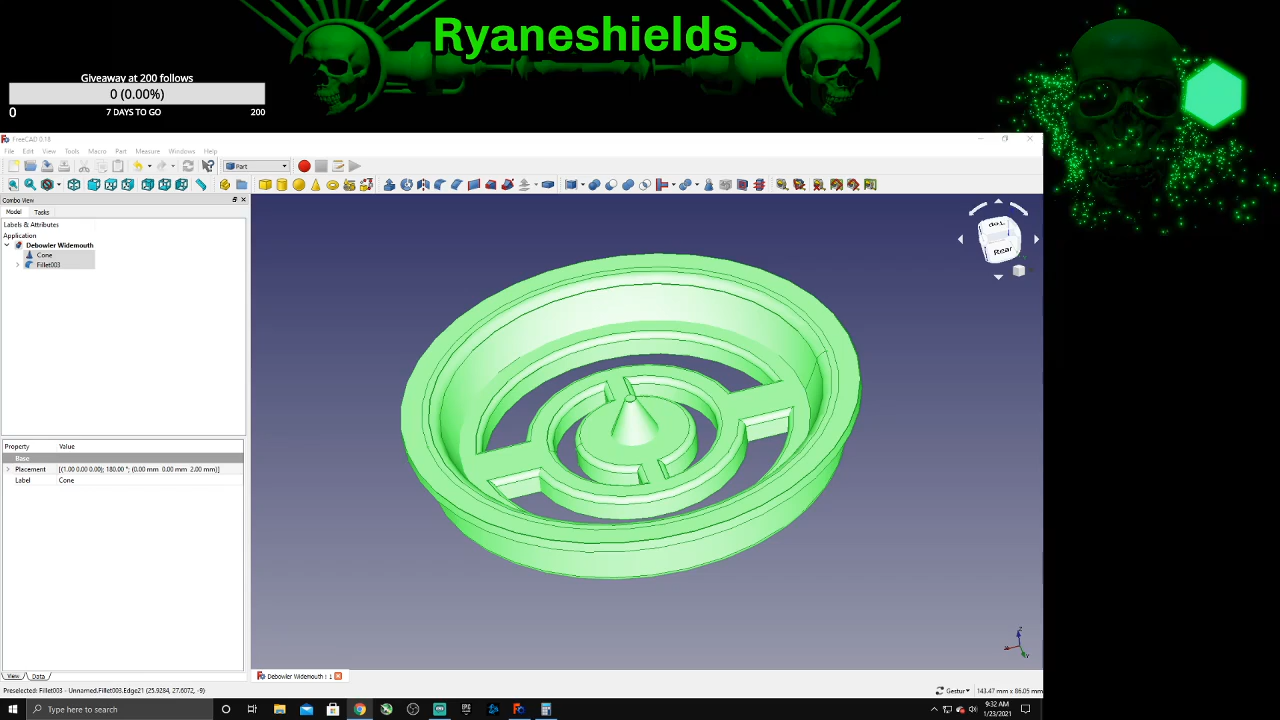 Ryaneshields
Giveaway at 200 follows
0 (0.00%)
0 7 DAYS TO GO 200
FreeCAD 0.18
File Edit View Tools Macro Part Measure Windows Help
Part
Combo View
Model Tasks
Labels & Attributes
Application
Debowler Widemouth
Cone
Fillet003
Top
Rear
Property Value
Base
Placement [(1.00 0.00 0.00); 180.00 °; (0.00 mm 0.00 mm 2.00 mm)]
Label Cone
View Data
Debowler Widemouth : 1
Preselected: Fillet003 - Unnamed.Fillet003.Edge21 (25.9284, 27.6072, -9)
Gestur 143.47 mm x 86.05 mm
Type here to search
EPIC
9:32 AM
1/23/2021